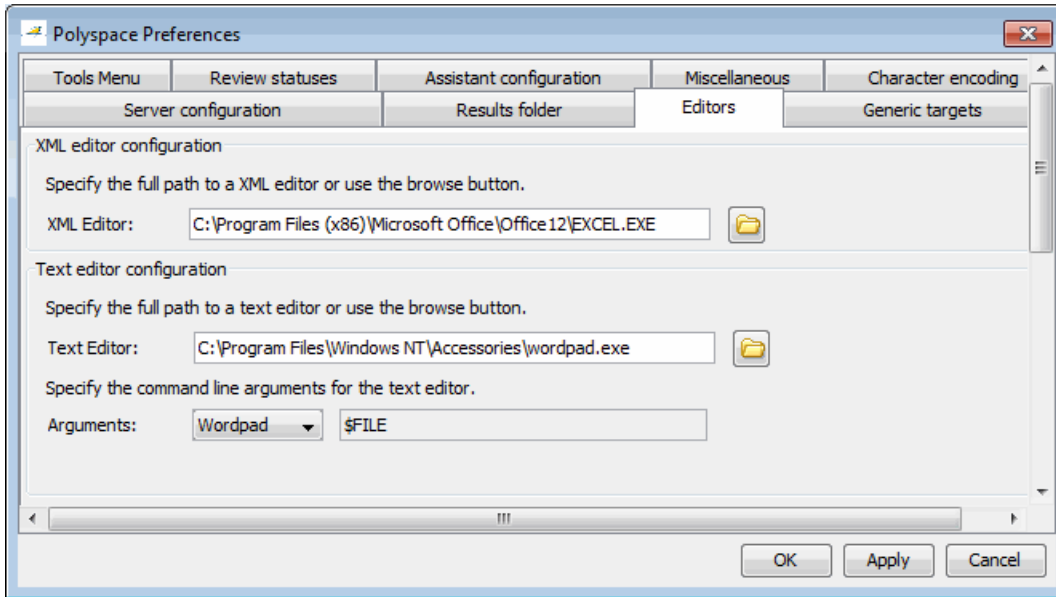 Polyspace Preferences
Tools Menu Review statuses Assistant configuration Miscellaneous Character encoding
Server configuration Results folder Editors Generic targets
XML editor configuration
Specify the full path to a XML editor or use the browse button.
XML Editor: C:\Program Files (x86)\Microsoft Office\Office12\EXCEL.EXE
Text editor configuration
Specify the full path to a text editor or use the browse button.
Text Editor: C:\Program Files\Windows NT\Accessories\wordpad.exe
Specify the command line arguments for the text editor.
Arguments: Wordpad $FILE
OK Apply Cancel